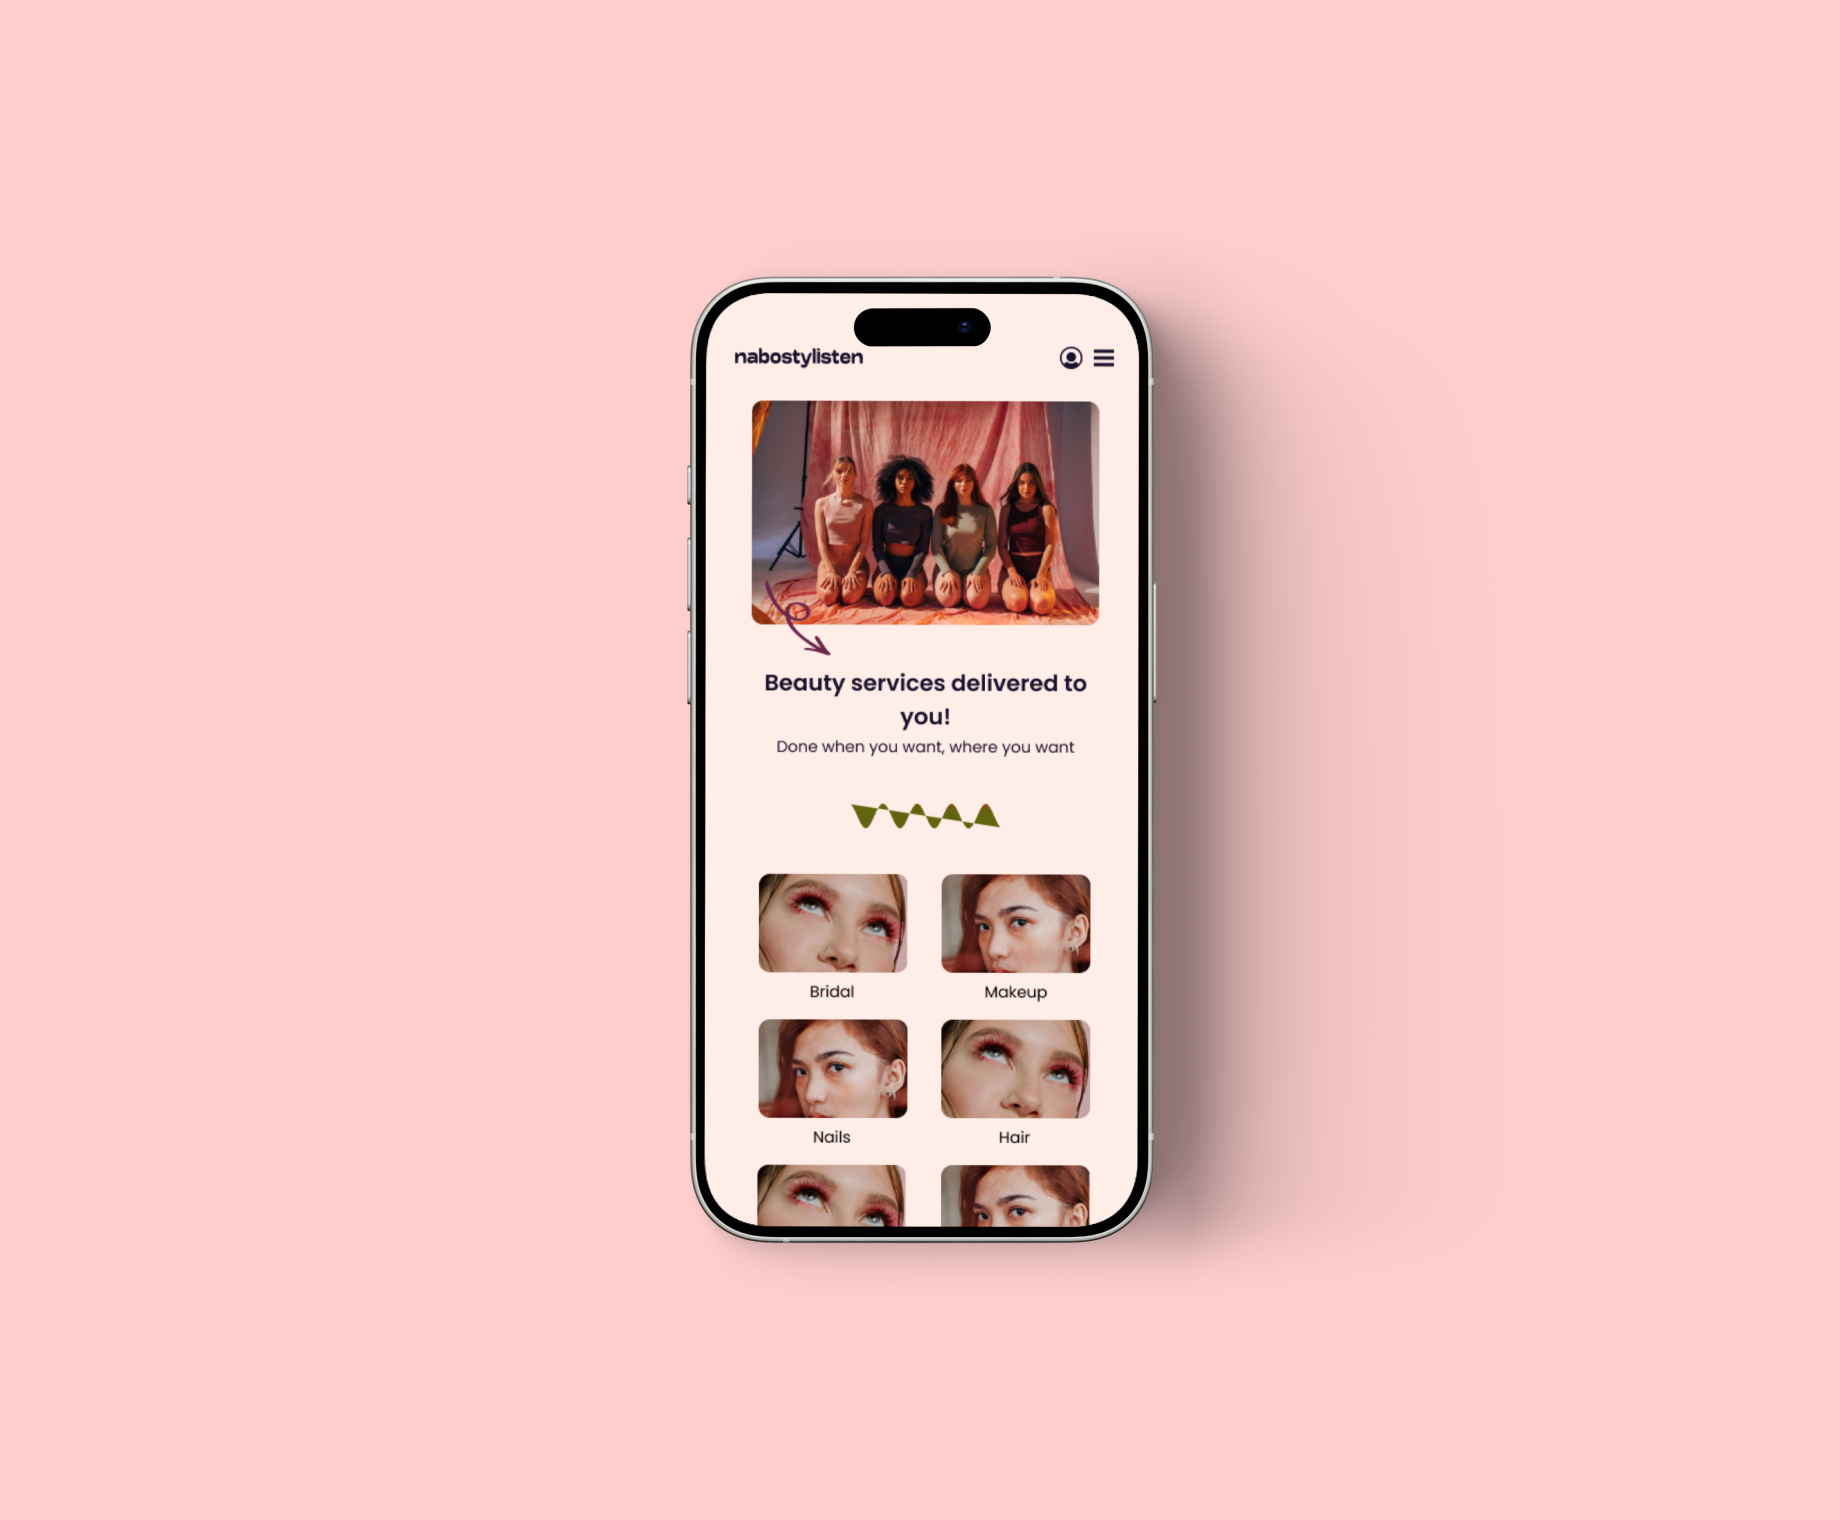 nabostylisten
Beauty services delivered to
you!
Done when you want, where you want
Bridal
Makeup
Nails
Hair